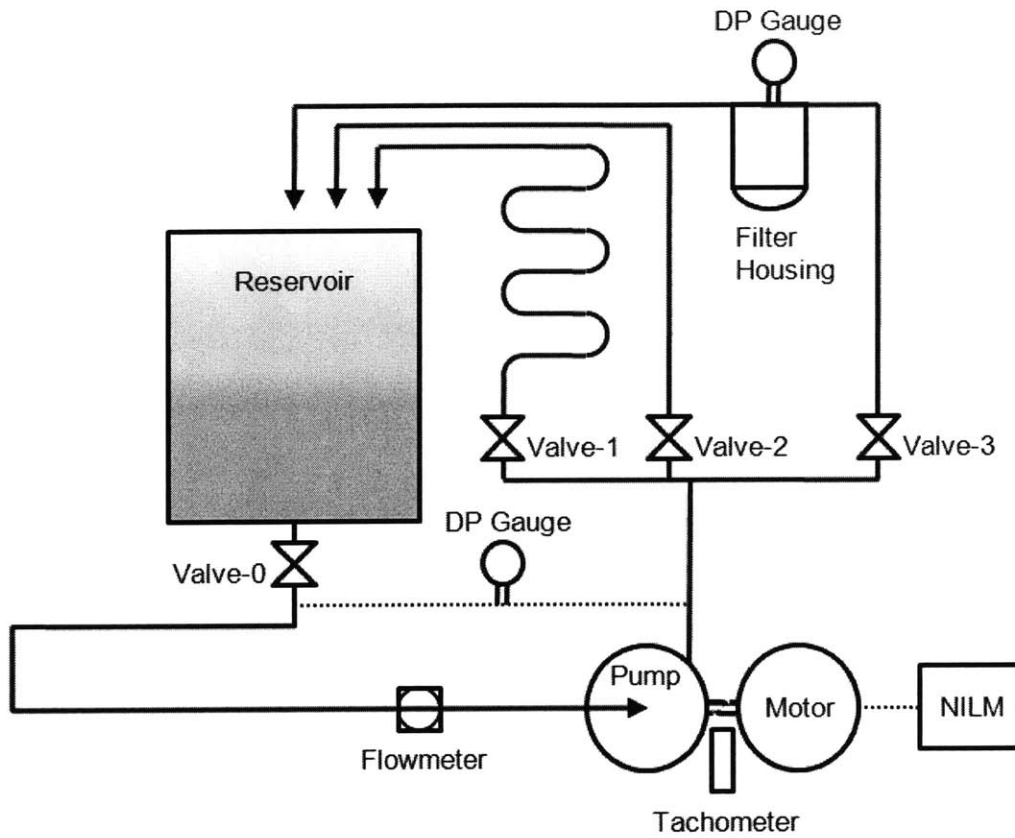 DP Gauge
Filter
Housing
Reservoir
Valve-1
Valve-2
Valve-3
DP Gauge
Valve-0
Pump
Motor
NILM
Flowmeter
Tachometer